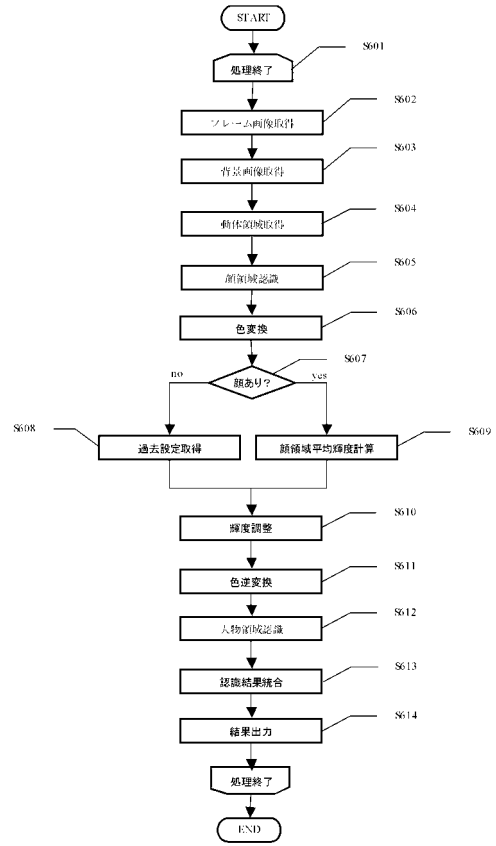 START
処理終了
S601
フレーム画像取得
S602
背景画像取得
S603
動体領域取得
S604
顔領域認識
S605
色変換
S606
顔あり?
S607
no
yes
S608
過去設定取得
顔領域平均輝度計算
S609
輝度調整
S610
色逆変換
S611
人物領域認識
S612
認識結果統合
S613
結果出力
S614
処理終了
END